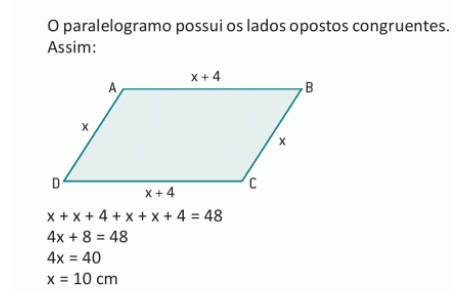 O paralelogramo possui os lados opostos congruentes.
Assim:
x + 4
A
B
x
x
D
C
x + 4
x + x + 4 + x + x + 4 = 48
4x + 8 = 48
4x = 40
x = 10 cm